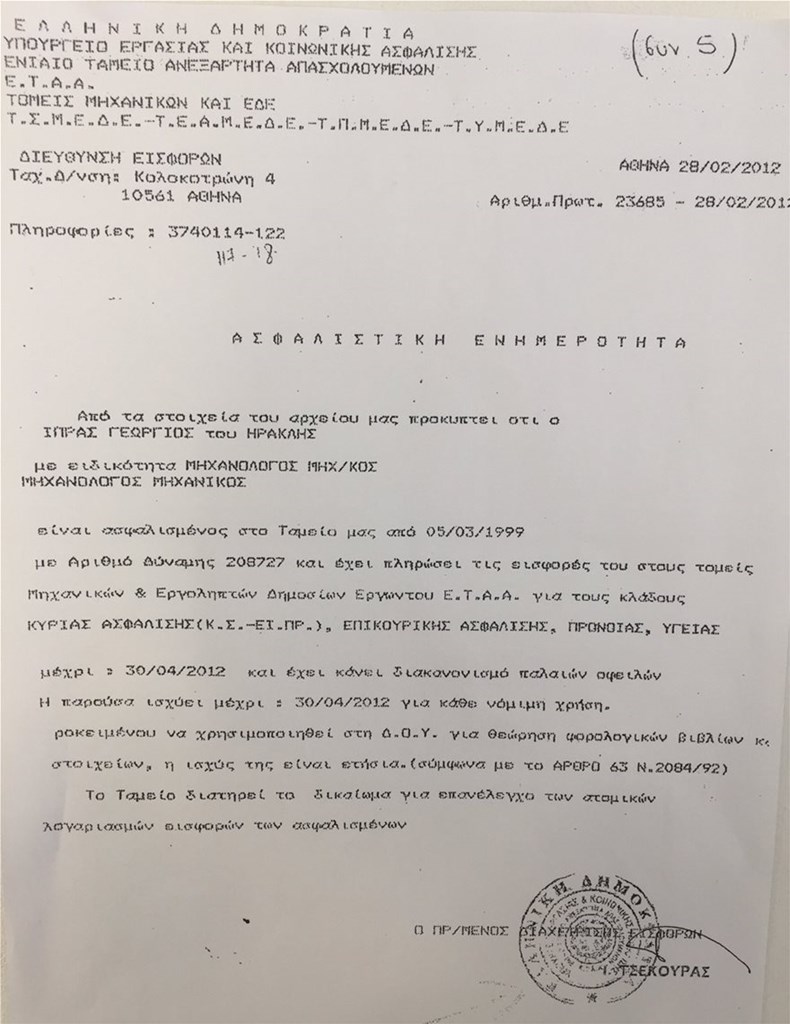 Ε Λ Λ Η Ν Ι Κ Η   Δ Η Μ Ο Κ Ρ Α Τ Ι Α
(συν 5)
ΥΠΟΥΡΓΕΙΟ ΕΡΓΑΣΙΑΣ ΚΑΙ ΚΟΙΝΩΝΙΚΗΣ ΑΣΦΑΛΙΣΗΣ
ΕΝΙΑΙΟ ΤΑΜΕΙΟ ΑΝΕΞΑΡΤΗΤΑ ΑΠΑΣΧΟΛΟΥΜΕΝΩΝ
Ε.Τ.Α.Α.
ΤΟΜΕΙΣ ΜΗΧΑΝΙΚΩΝ ΚΑΙ ΕΔΕ
Τ.Σ.Μ.Ε.Δ.Ε.-Τ.Ε.Α.Μ.Ε.Δ.Ε.-Τ.Π.Μ.Ε.Δ.Ε.-Τ.Υ.Μ.Ε.Δ.Ε
ΔΙΕΥΘΥΝΣΗ ΕΙΣΦΟΡΩΝ
ΑΘΗΝΑ 28/02/2012
Ταχ.Δ/νση: Κολοκοτρώνη 4
10561 ΑΘΗΝΑ
Αριθμ.Πρωτ. 23685 - 28/02/201
Πληροφορίες : 3740114-122
117-18
Α Σ Φ Α Λ Ι Σ Τ Ι Κ Η   Ε Ν Η Μ Ε Ρ Ο Τ Η Τ Α
Από τα στοιχεία του αρχείου μας προκυπτει οτι ο
ΙΠΡΑΣ ΓΕΩΡΓΙΟΣ του ΗΡΑΚΛΗΣ
με ειδικότητα ΜΗΧΑΝΟΛΟΓΟΣ ΜΗΧ/ΚΟΣ
ΜΗΧΑΝΟΛΟΓΟΣ ΜΗΧΑΝΙΚΟΣ
είναι ασφαλισμένος στο Ταμείο μας από 05/03/1999
με Αριθμό Δύναμης 208727 και έχει πληρώσει τις εισφορές του στους τομείς
Μηχανικών & Εργοληπτών Δημοσίων Εργωντου Ε.Τ.Α.Α. για τους κλάδους
ΚΥΡΙΑΣ ΑΣΦΑΛΙΣΗΣ(Κ.Σ.-ΕΙ.ΠΡ.), ΕΠΙΚΟΥΡΙΚΗΣ ΑΣΦΑΛΙΣΗΣ, ΠΡΟΝΟΙΑΣ, ΥΓΕΙΑΣ
μέχρι : 30/04/2012 και έχει κάνει διακανονισμό παλαιών οφειλών
Η παρούσα ισχύει μέχρι : 30/04/2012 για κάθε νόμιμη χρήση.
ροκειμένου να χρησιμοποιηθεί στη Δ.Ο.Υ. για θεώρηση φορολογικών βιβλίων κα
στοιχείων, η ισχύς της είναι ετήσια.(σύμφωνα με το ΑΡΘΡΟ 63 Ν.2084/92)
Το Ταμείο διατηρεί το δικαίωμα για επανέλεγχο των ατομικών
λογαριασμών εισφορών των ασφαλισμένων
ΕΛΛΗΝΙΚΗ ΔΗΜΟΚΡΑΤΙΑ
Ο ΠΡ/ΜΕΝΟΣ ΔΙΑΧΕΙΡΙΣΗΣ ΕΙΣΦΟΡΩΝ
Ι. ΤΣΕΚΟΥΡΑΣ